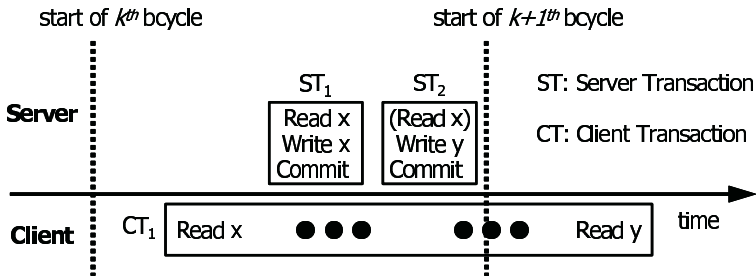 start of kth bcycle
start of k+1th bcycle
ST1
ST2
ST: Server Transaction
Server
Read x
Write x
Commit
(Read x)
Write y
Commit
CT: Client Transaction
time
Client
CT1
Read x
Read y